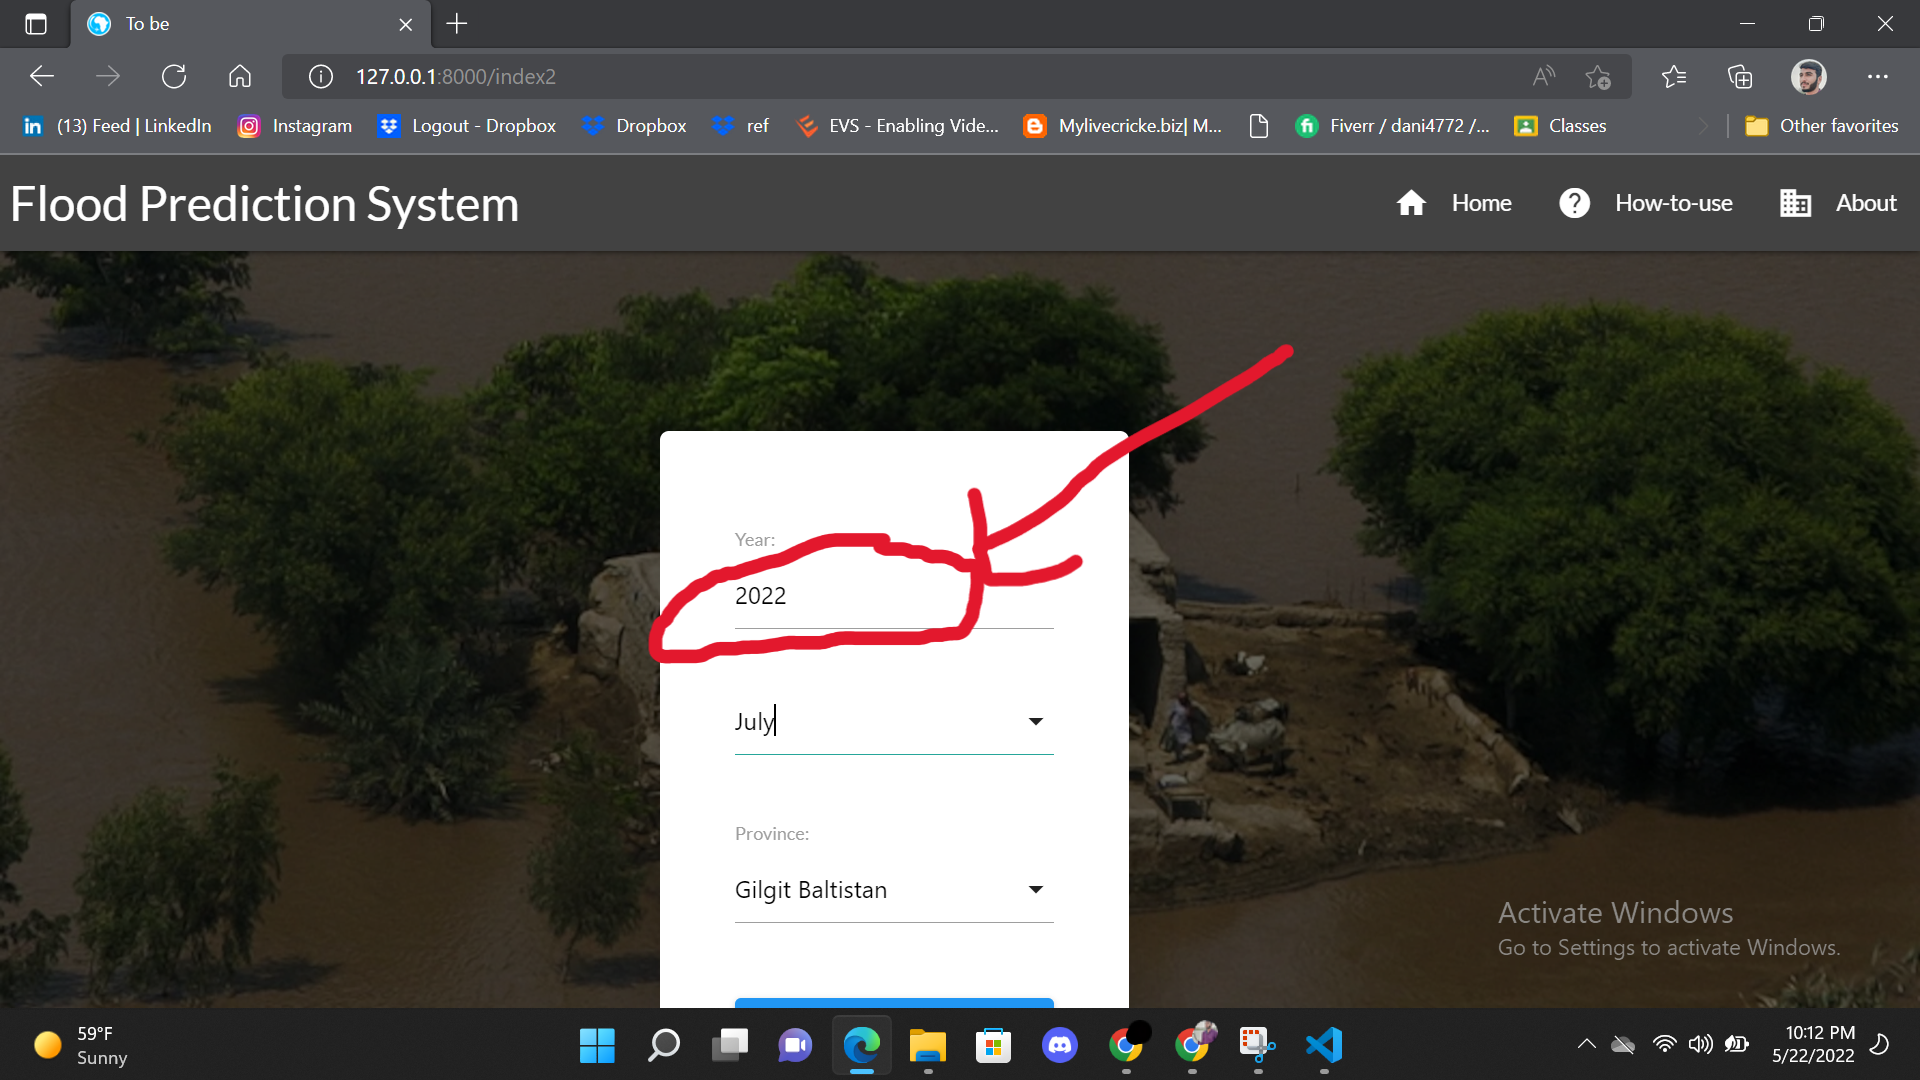 To be
127.0.0.1:8000/index2
(13) Feed | LinkedIn
Instagram
Logout - Dropbox
Dropbox
ref
EVS - Enabling Vide...
Mylivecricke.biz| M...
Fiverr / dani4772 /...
Classes
Other favorites
Flood Prediction System
Home
How-to-use
About
Year:
2022
July
Province:
Gilgit Baltistan
Activate Windows
Go to Settings to activate Windows.
59°F
Sunny
10:12 PM
5/22/2022